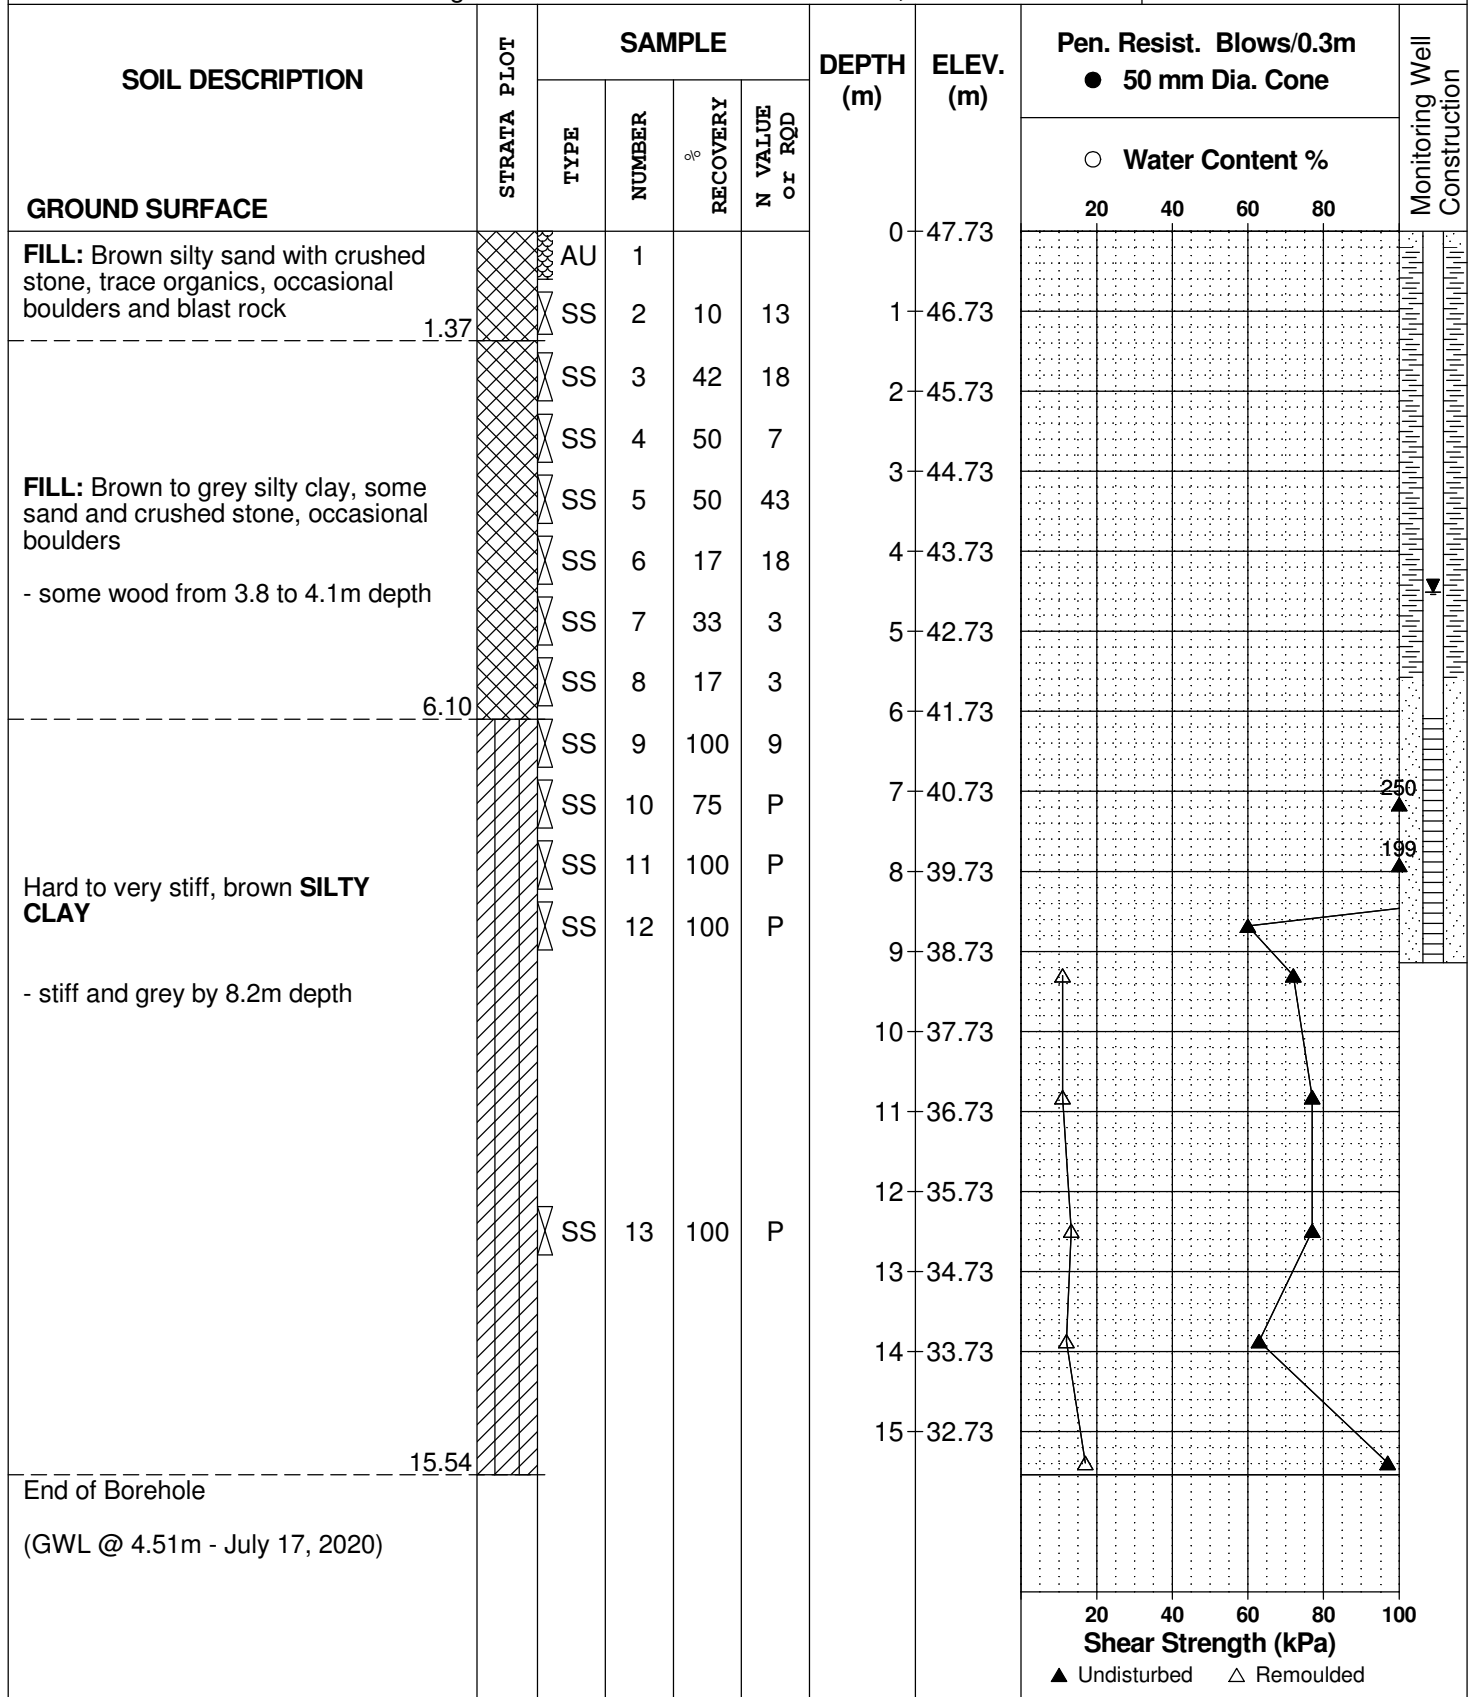 SOIL DESCRIPTION
GROUND SURFACE
STRATA PLOT
SAMPLE
TYPE
NUMBER
%
RECOVERY
N VALUE
or RQD
DEPTH
(m)
ELEV.
(m)
Pen. Resist. Blows/0.3m
● 50 mm Dia. Cone
○ Water Content %
20 40 60 80
Monitoring Well
Construction
FILL: Brown silty sand with crushed
stone, trace organics, occasional
boulders and blast rock
1.37
FILL: Brown to grey silty clay, some
sand and crushed stone, occasional
boulders
- some wood from 3.8 to 4.1m depth
6.10
Hard to very stiff, brown SILTY
CLAY
- stiff and grey by 8.2m depth
15.54
End of Borehole
(GWL @ 4.51m - July 17, 2020)
AU 1
SS 2 10 13
SS 3 42 18
SS 4 50 7
SS 5 50 43
SS 6 17 18
SS 7 33 3
SS 8 17 3
SS 9 100 9
SS 10 75 P
SS 11 100 P
SS 12 100 P
SS 13 100 P
0 47.73
1 46.73
2 45.73
3 44.73
4 43.73
5 42.73
6 41.73
7 40.73
8 39.73
9 38.73
10 37.73
11 36.73
12 35.73
13 34.73
14 33.73
15 32.73
250
199
20 40 60 80 100
Shear Strength (kPa)
▲ Undisturbed △ Remoulded